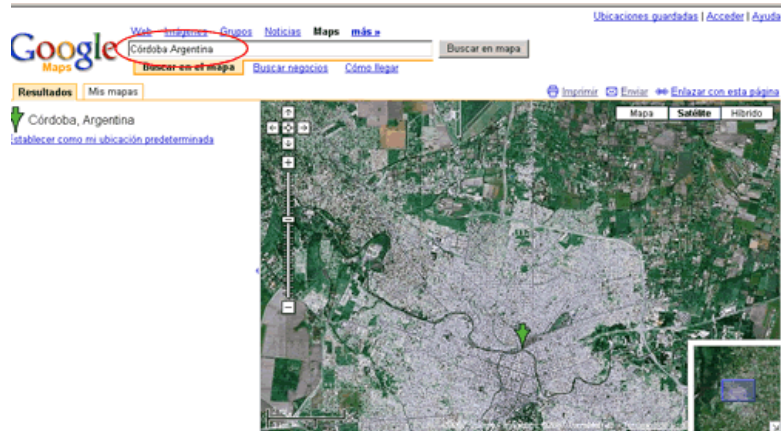 Ubicaciones guardadas | Acceder | Ayuda
Web Imágenes Grupos Noticias Maps más »
Google Maps
Córdoba Argentina
Buscar en mapa
Buscar en el mapa Buscar negocios Cómo llegar
Resultados Mis mapas
Imprimir Enviar Enlazar con esta página
Córdoba, Argentina
Establecer como mi ubicación predeterminada
Mapa Satélite Híbrido